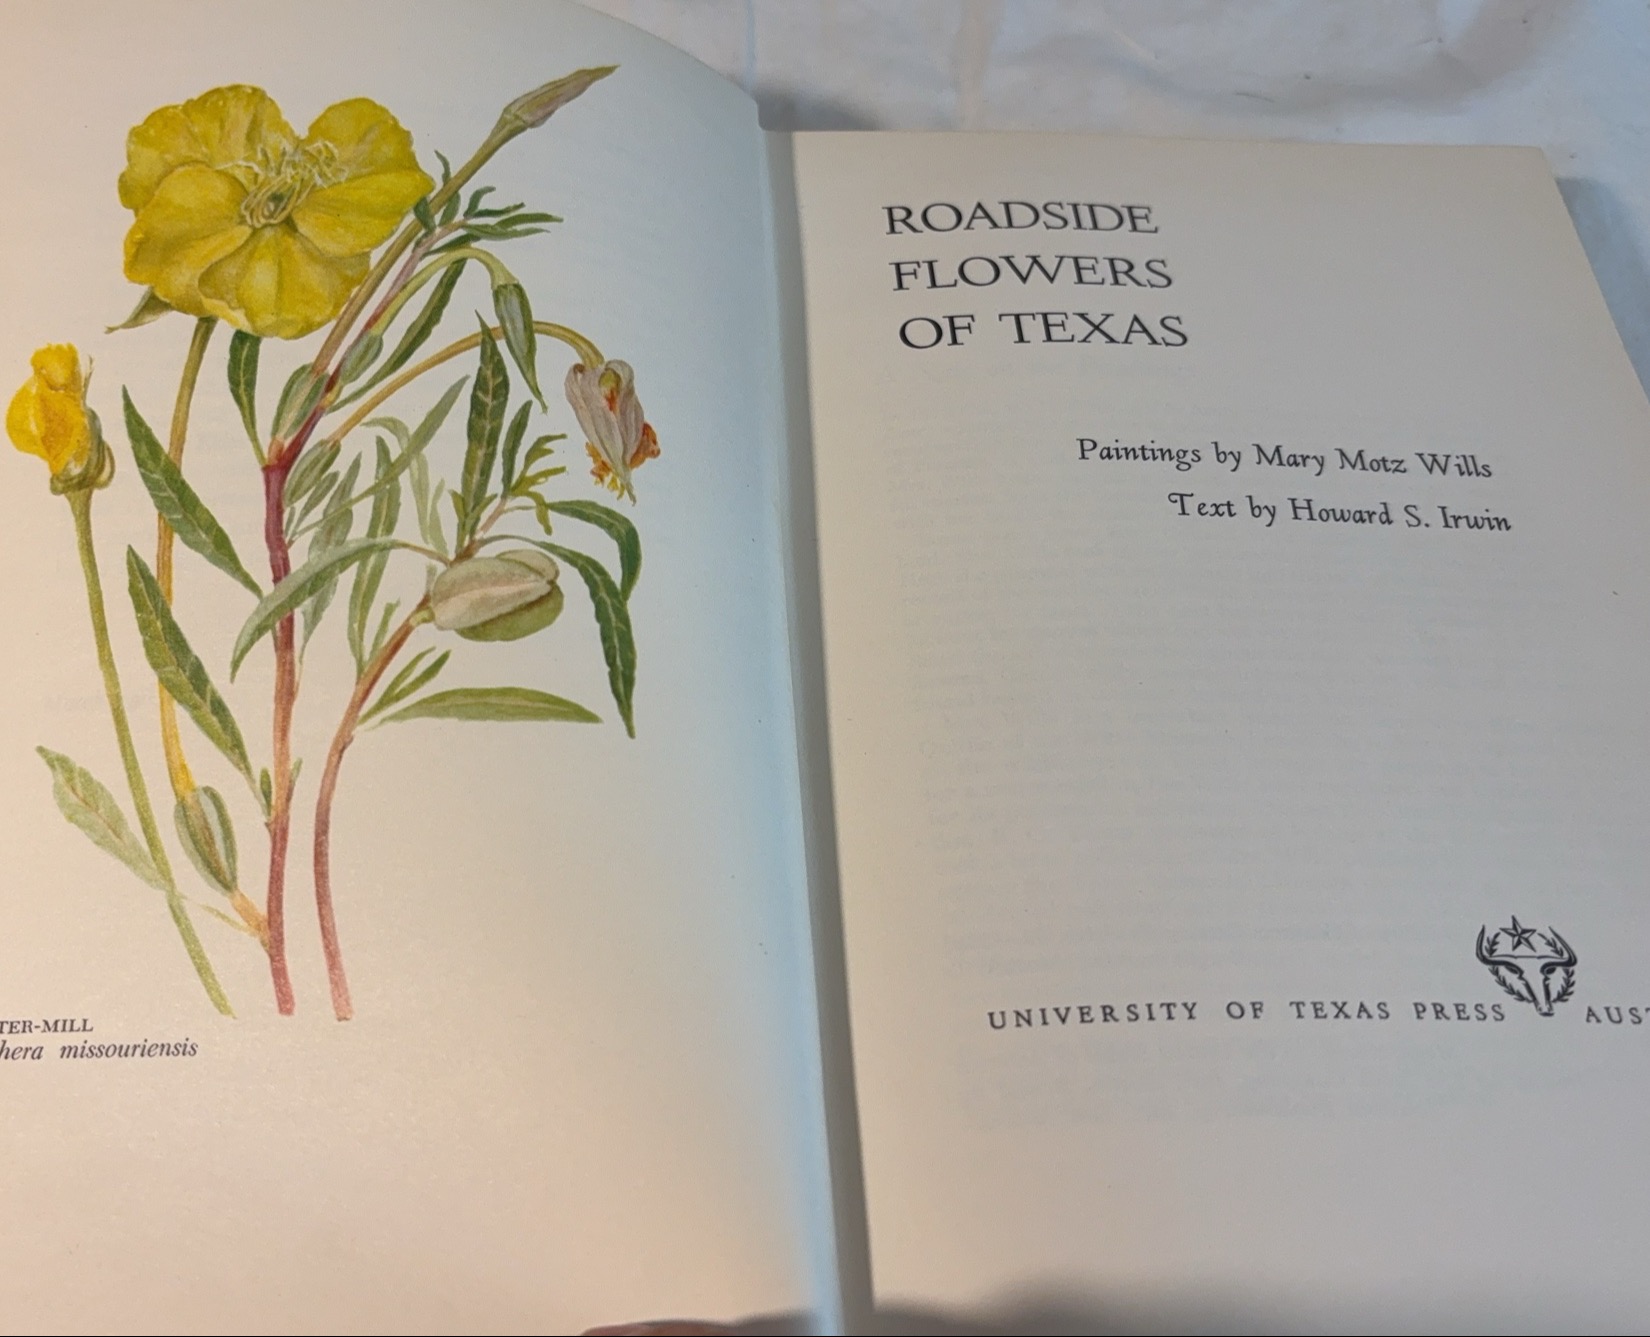 TER-MILL
hera missouriensis
ROADSIDE
FLOWERS
OF TEXAS
Paintings by Mary Motz Wills
Text by Howard S. Irwin
UNIVERSITY OF TEXAS PRESS AUST